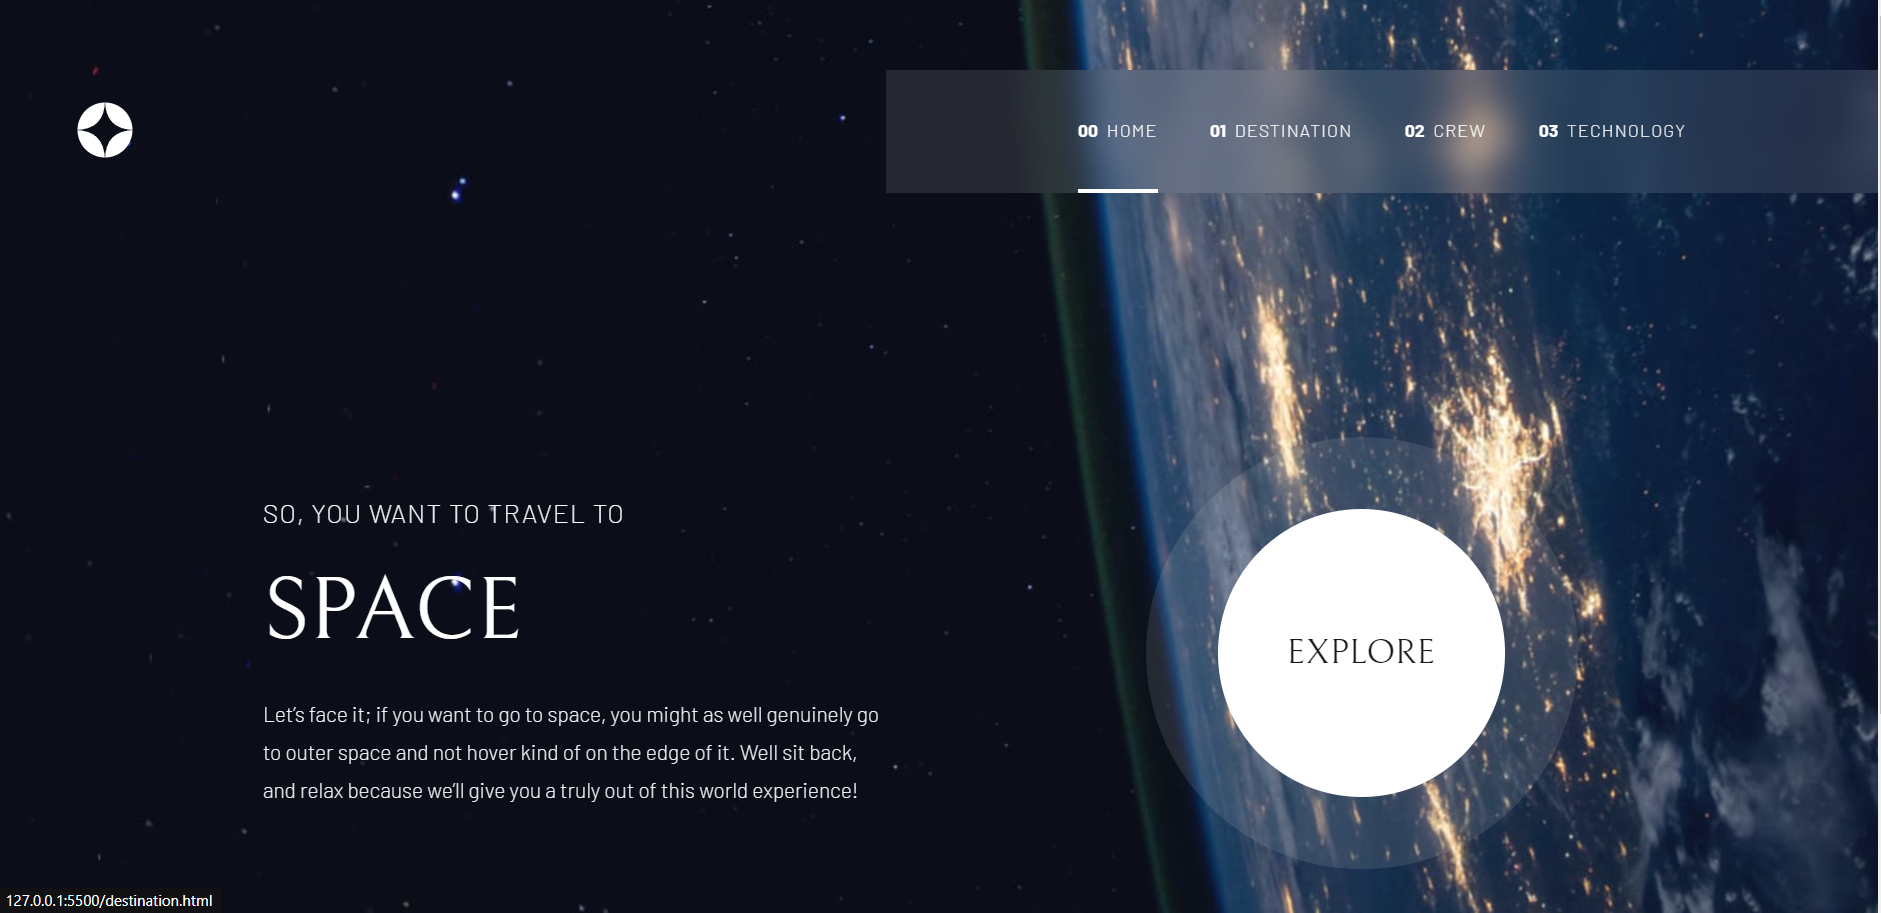 00 HOME 01 DESTINATION 02 CREW 03 TECHNOLOGY
SO, YOU WANT TO TRAVEL TO
SPACE
Let’s face it; if you want to go to space, you might as well genuinely go
to outer space and not hover kind of on the edge of it. Well sit back,
and relax because we’ll give you a truly out of this world experience!
EXPLORE
127.0.0.1:5500/destination.html